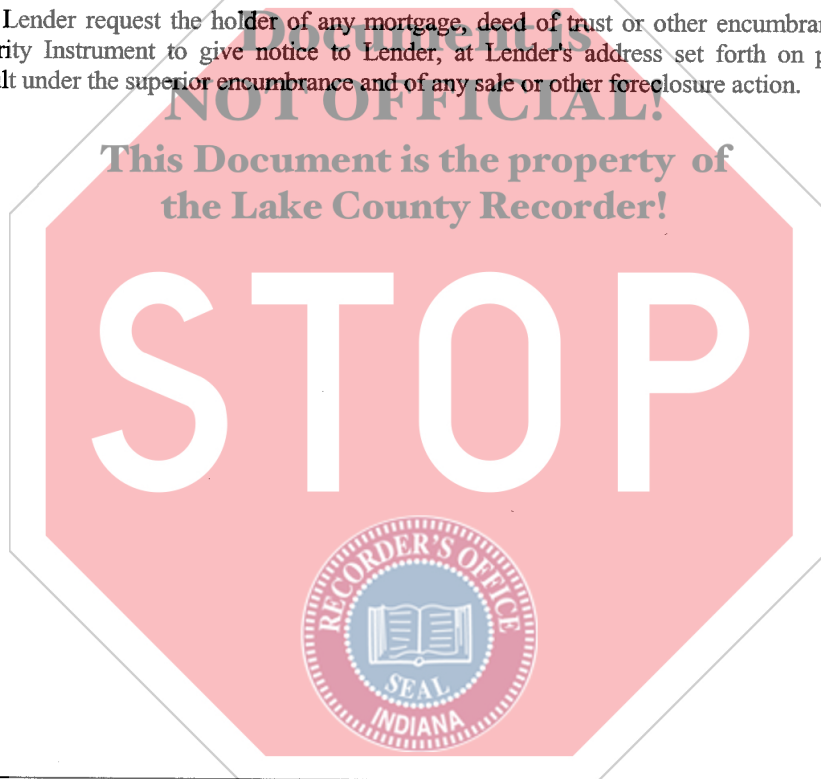 Lender request the holder of any mortgage, deed of trust or other encumbran
rity Instrument to give notice to Lender, at Lender's address set forth on p
lt under the superior encumbrance and of any sale or other foreclosure action.
Document is
NOT OFFICIAL!
This Document is the property of
the Lake County Recorder!
STOP
RECORDER'S OFFICE
SEAL
INDIANA